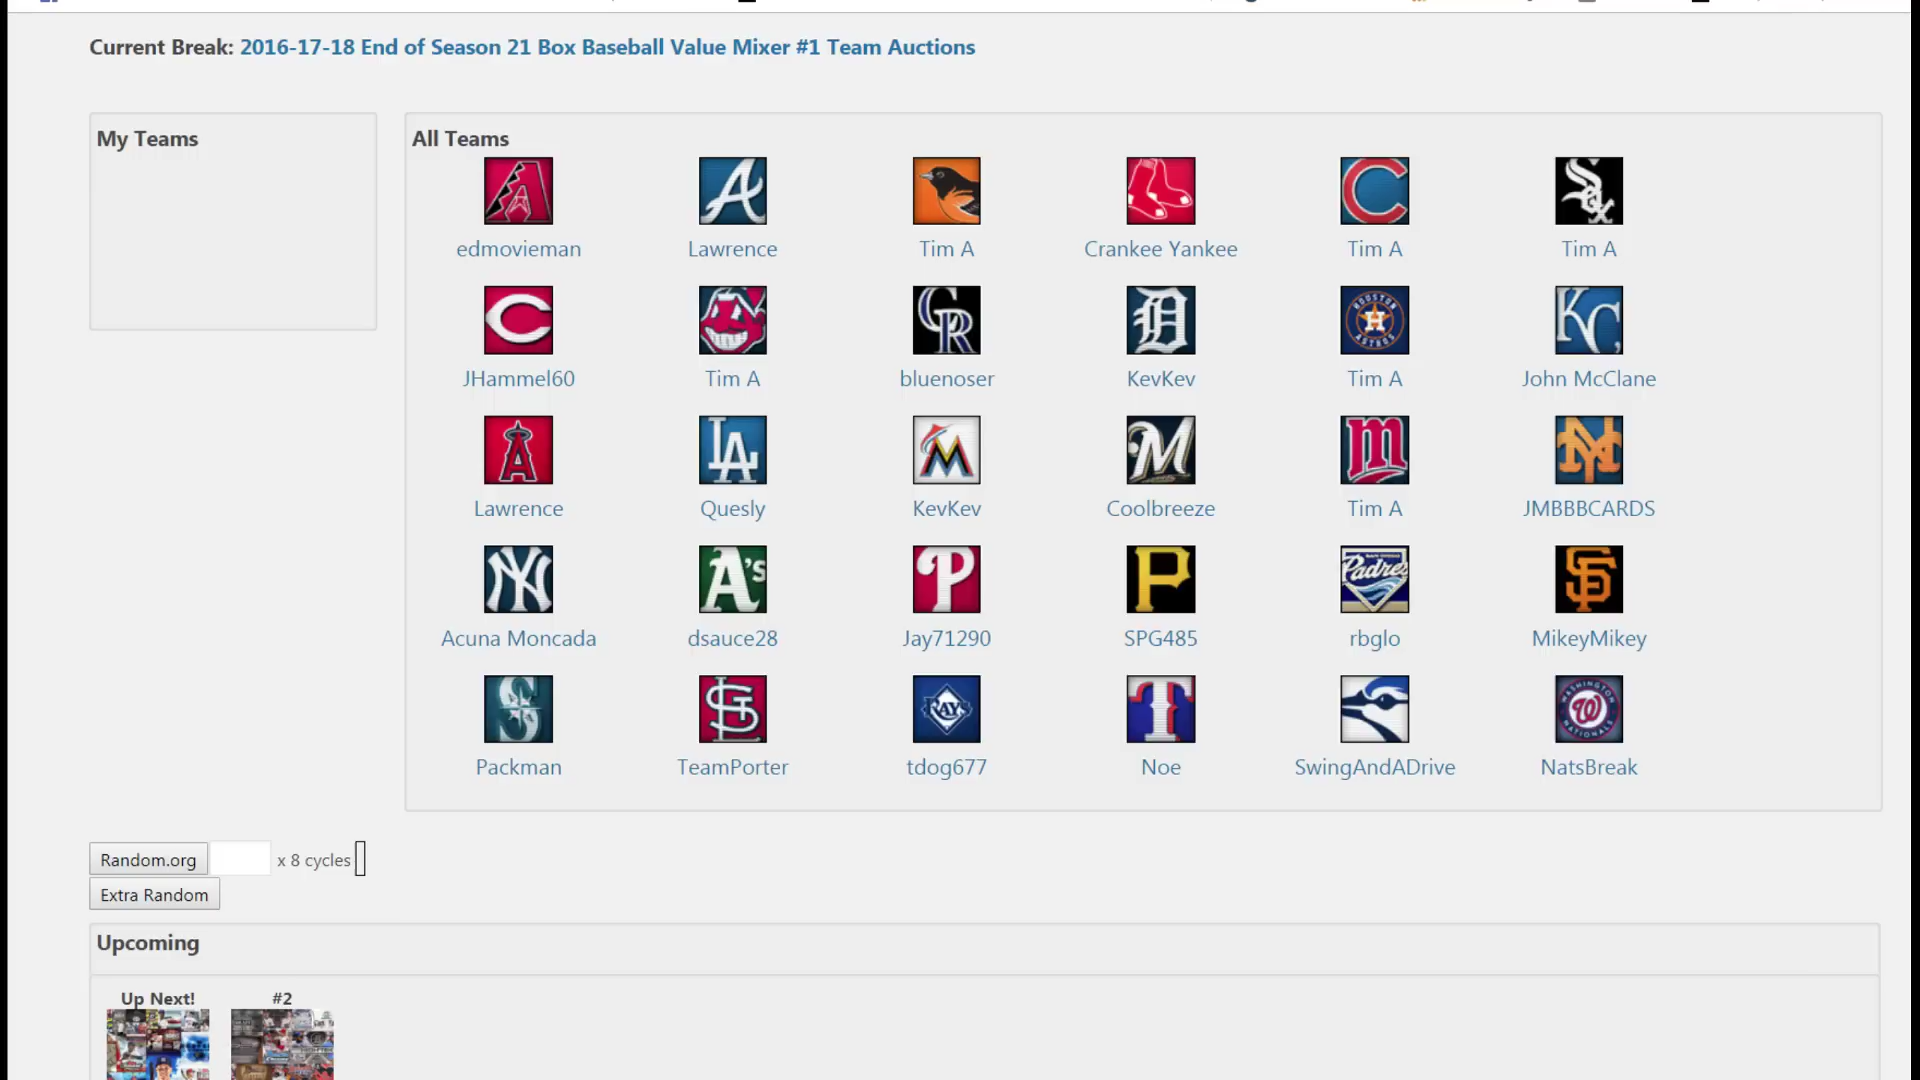 Current Break: 2016-17-18 End of Season 21 Box Baseball Value Mixer #1 Team Auctions
My Teams
All Teams
edmovieman Lawrence Tim A Crankee Yankee Tim A Tim A
JHammel60 Tim A bluenoser KevKev Tim A John McClane
Lawrence Quesly KevKev Coolbreeze Tim A JMBBBCARDS
Acuna Moncada dsauce28 Jay71290 SPG485 rbglo MikeyMikey
Packman TeamPorter tdog677 Noe SwingAndADrive NatsBreak
Random.org x 8 cycles
Extra Random
Upcoming
Up Next! #2